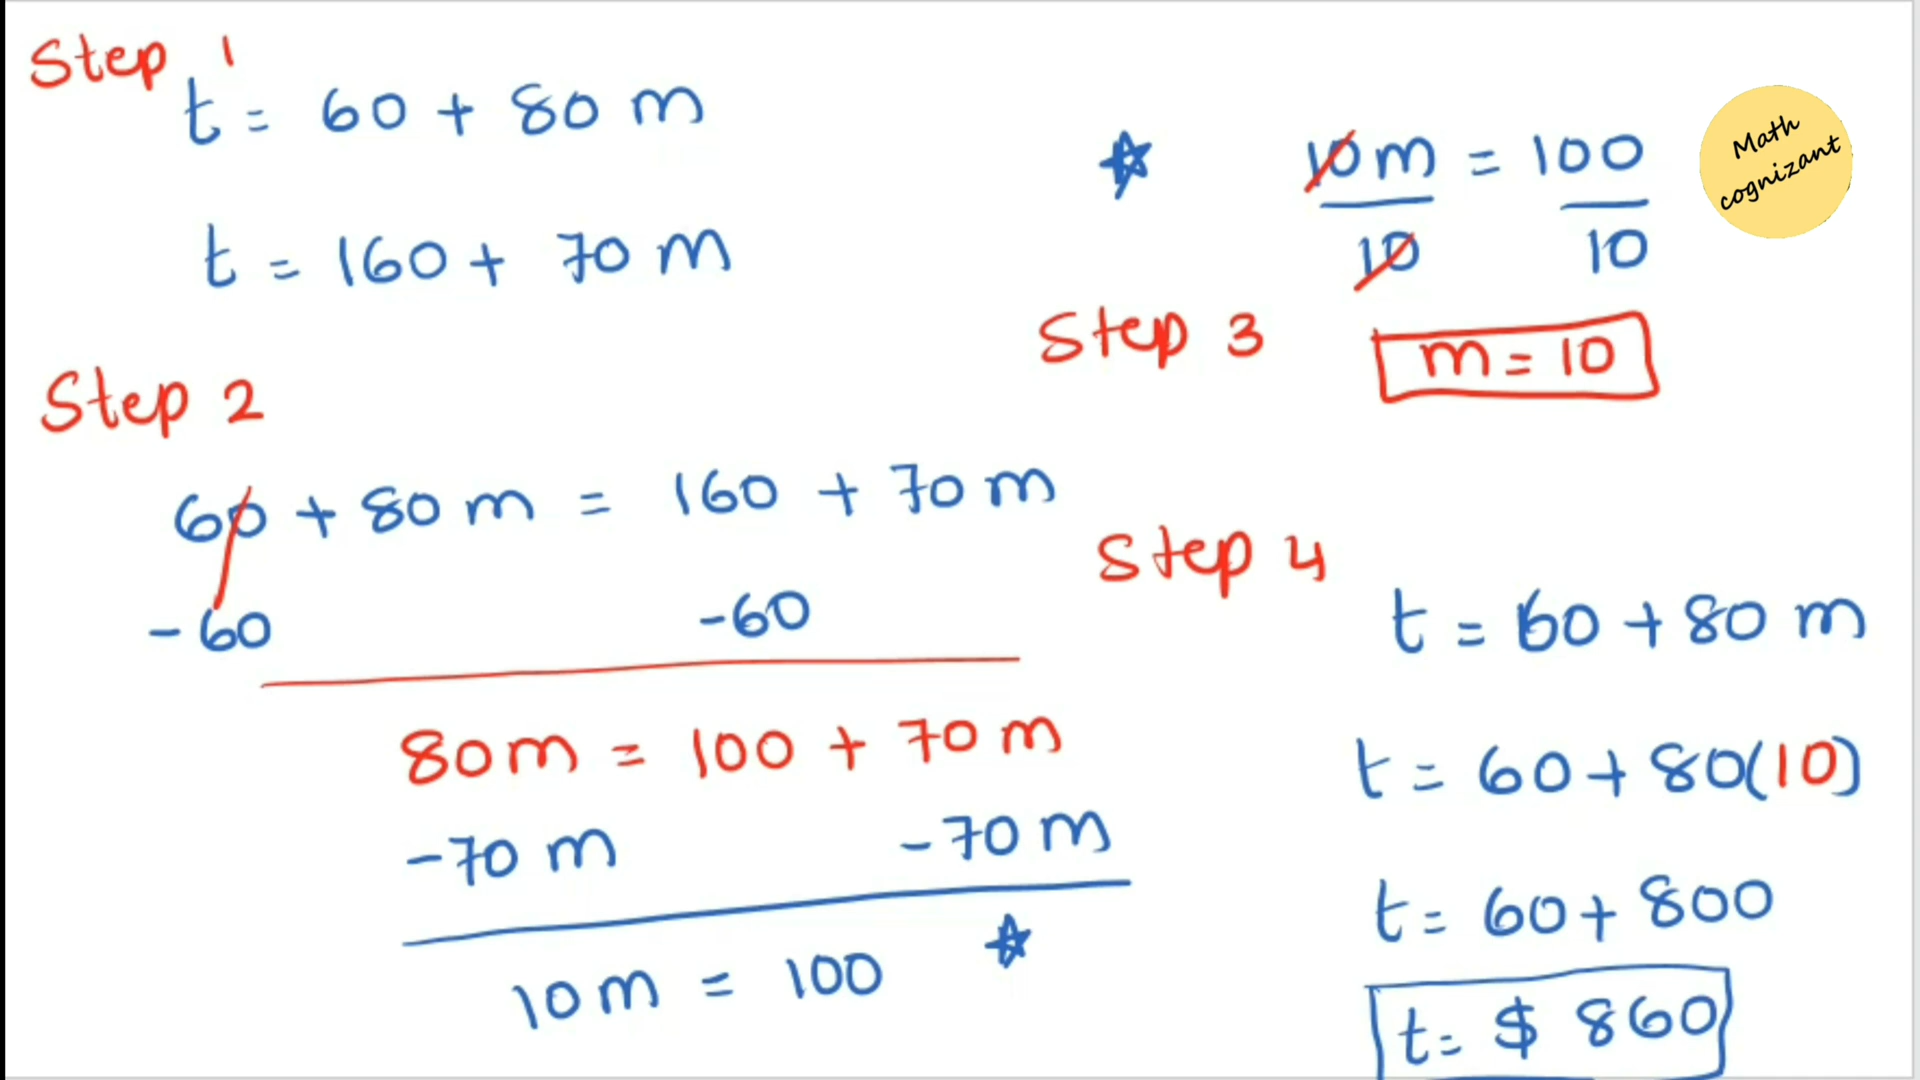 Step 1
t = 60 + 80 m
t = 160 + 70 m
Step 2
60 + 80 m = 160 + 70 m
-60 -60
80m = 100 + 70 m
-70 m -70 m
10 m = 100 ☆
☆ 10m = 100
10 10
Step 3 m = 10
Step 4
t = 60 + 80 m
t = 60 + 80(10)
t = 60 + 800
t = $ 860
Math
cognizant